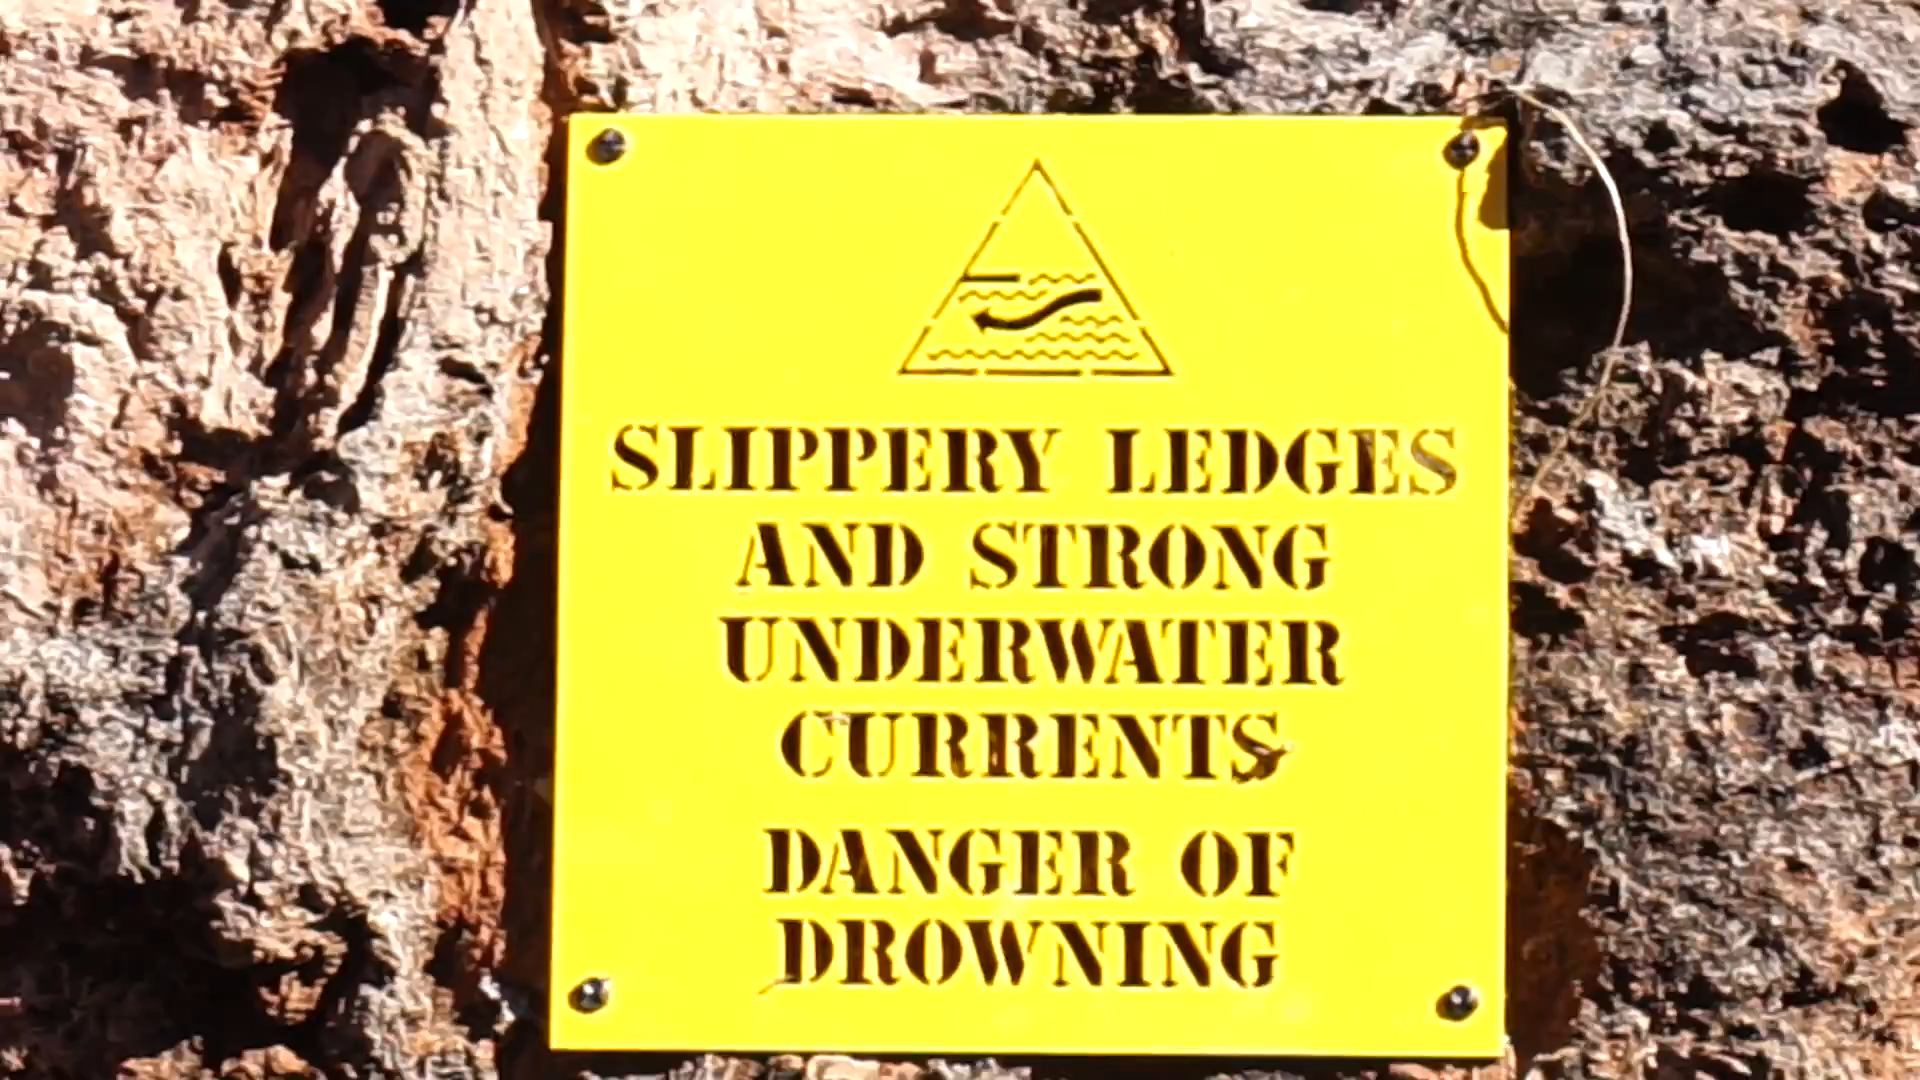 SLIPPERY LEDGES
AND STRONG
UNDERWATER
CURRENTS
DANGER OF
DROWNING